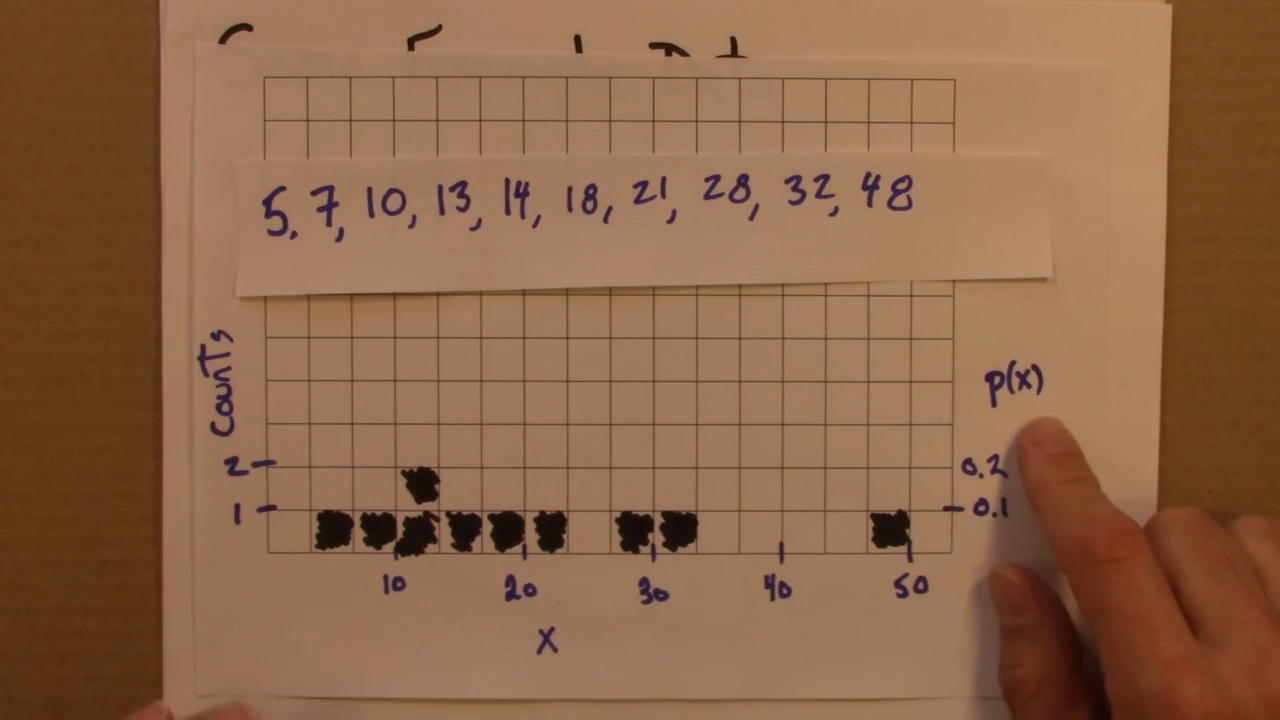 5, 7, 10, 13, 14, 18, 21, 28, 32, 48
counts
p(x)
2
0.2
1
0.1
10 20 30 40 50
x